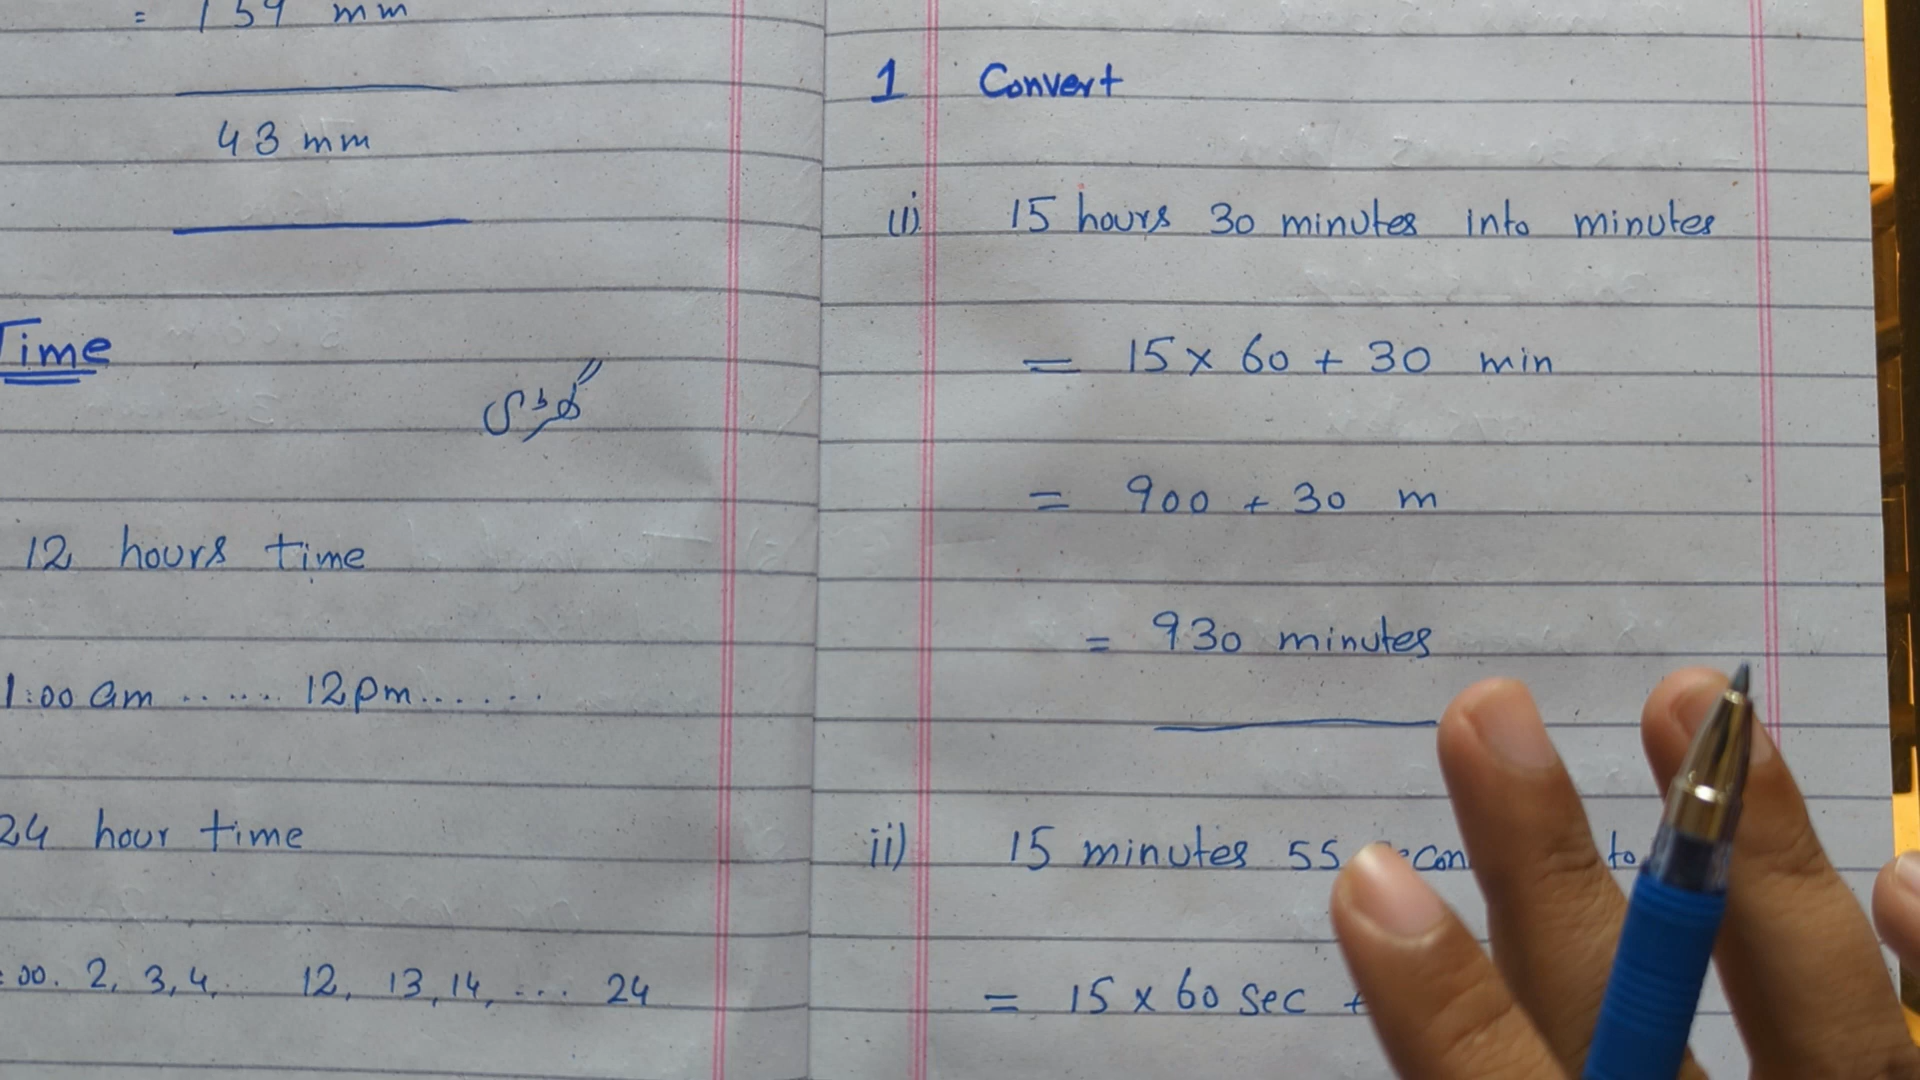 = 159 mm
43 mm
Time
12 hours time
1:00 am ...... 12pm......
24 hour time
:00. 2, 3,4,. 12, 13,14, ... 24
1 Convert
(i) 15 hours 30 minutes into minutes
= 15 x 60 + 30 min
= 900 + 30 m
= 930 minutes
ii) 15 minutes 55 to
= 15 x 60 sec +